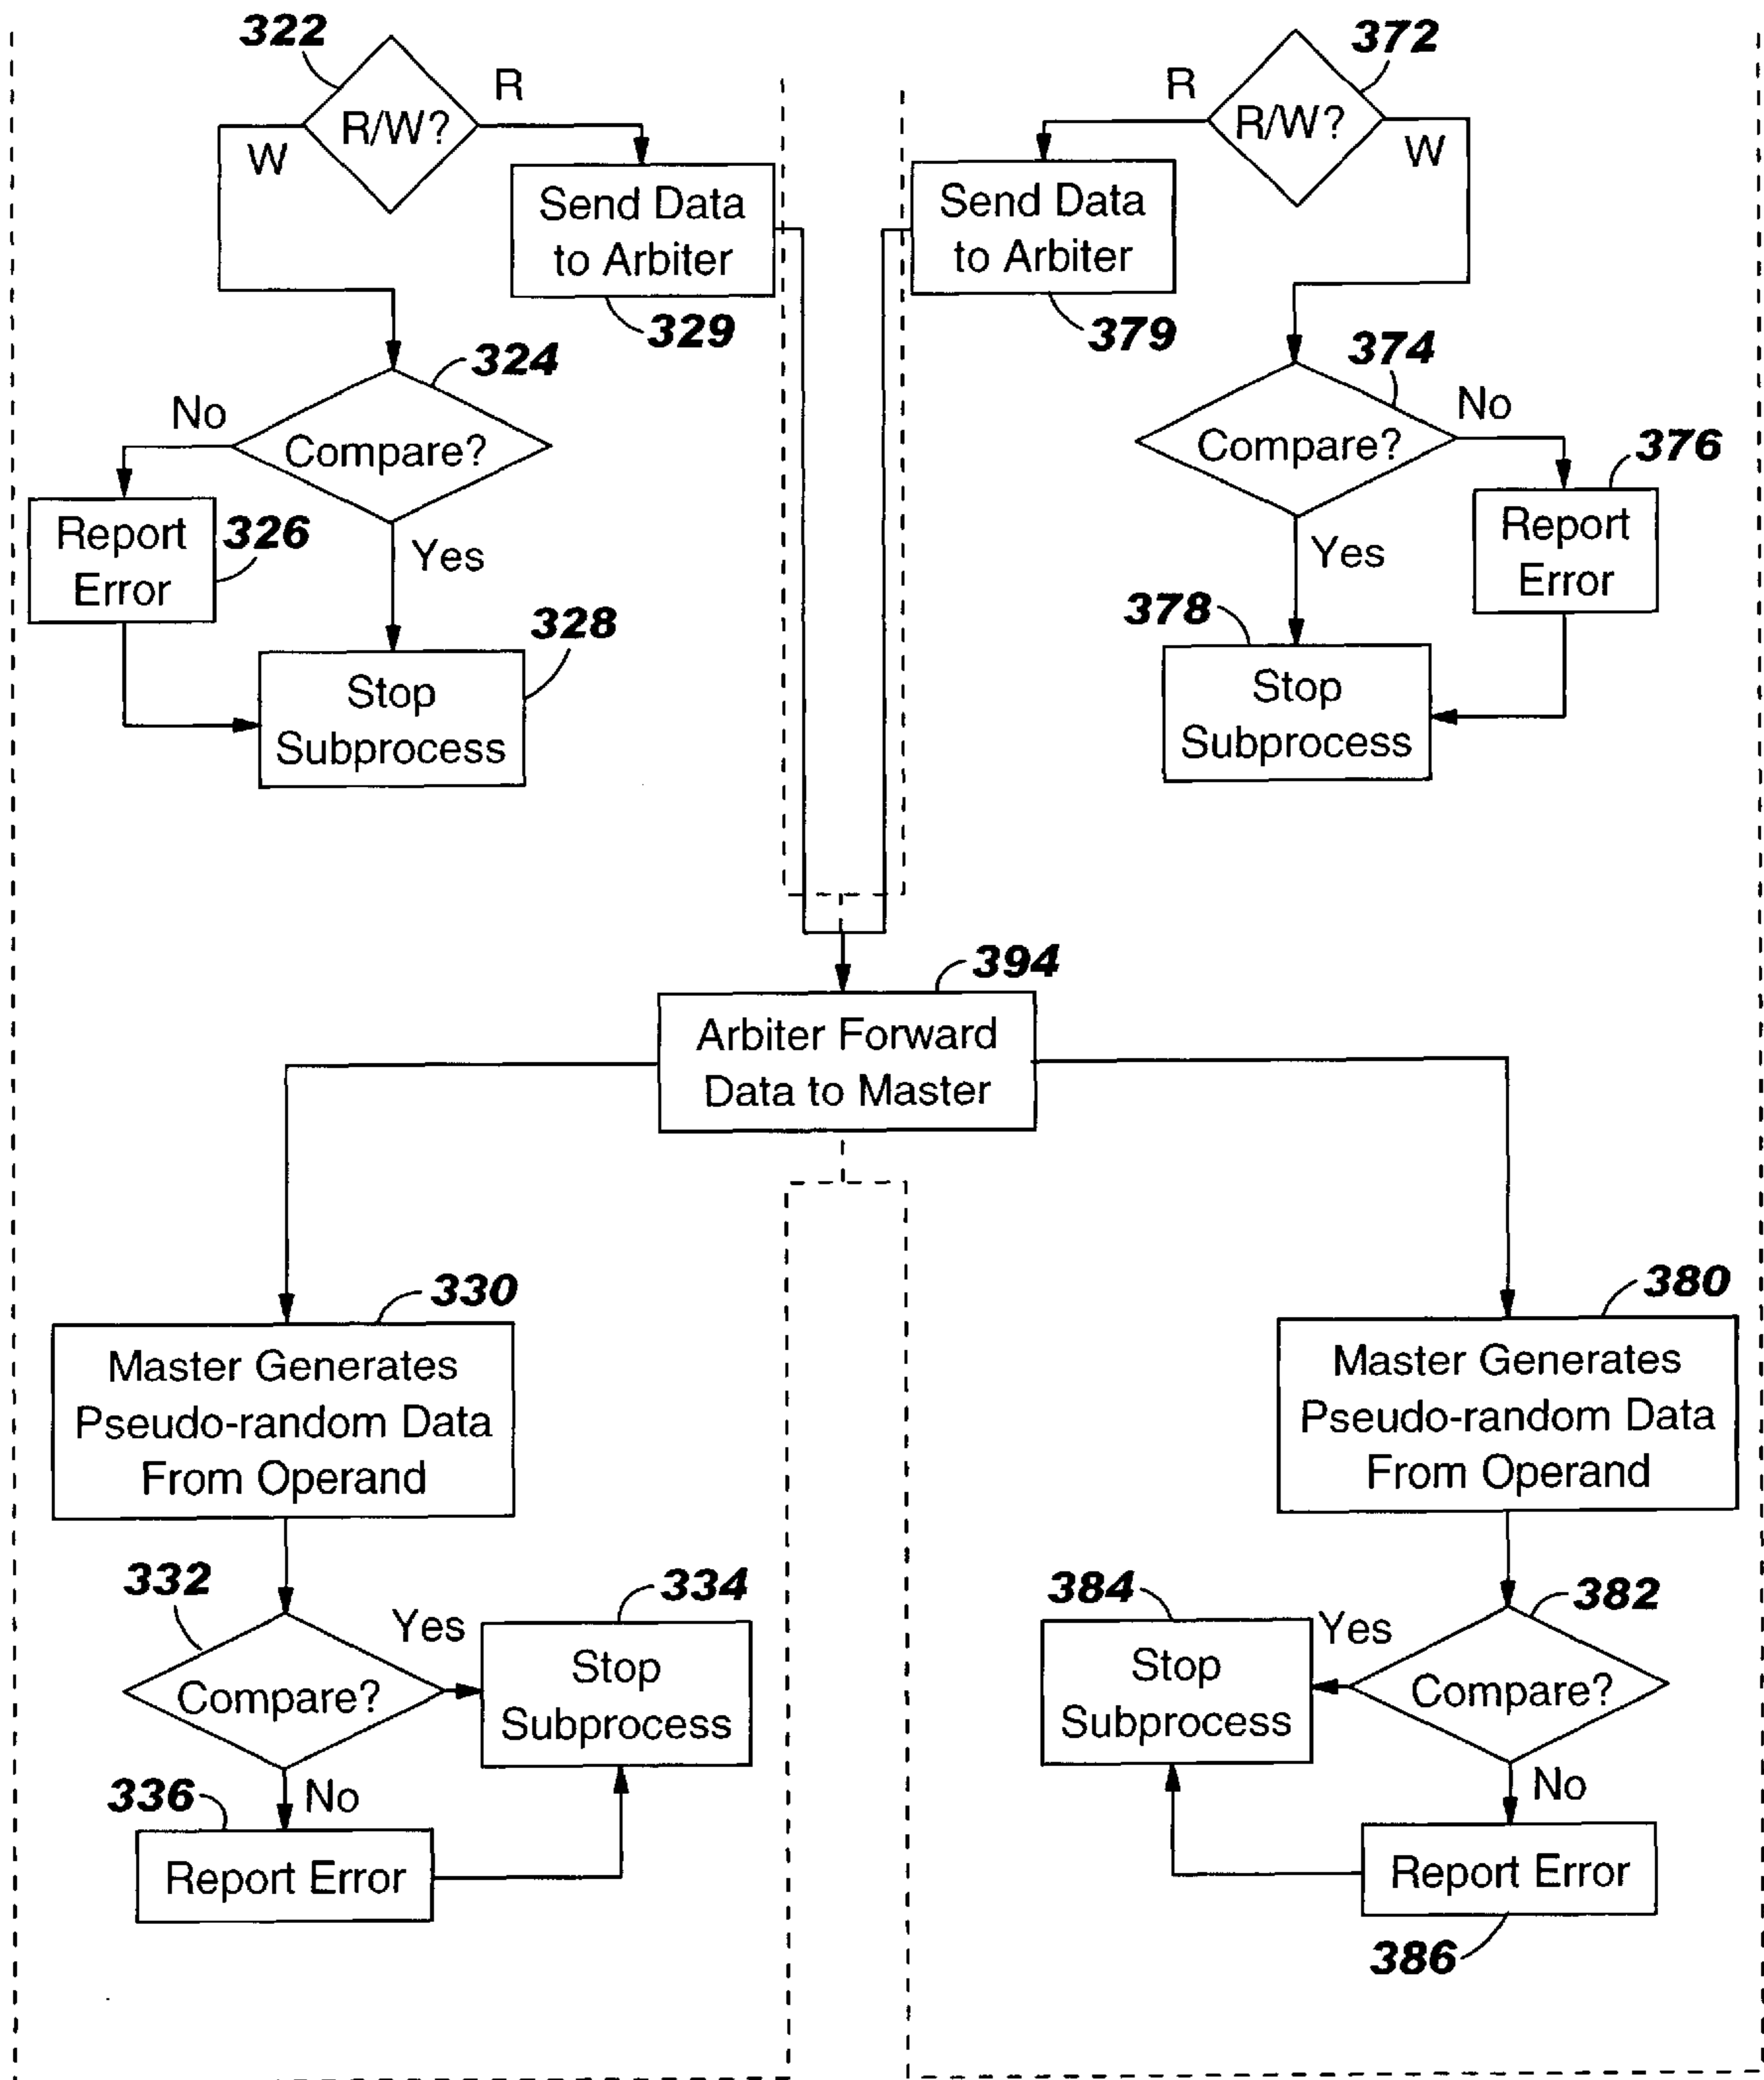 322
R/W?
R
W
Send Data
to Arbiter
329
324
No
Compare?
Report
Error
326
Yes
328
Stop
Subprocess
372
R
R/W?
W
Send Data
to Arbiter
379
374
No
Compare?
376
Report
Error
Yes
378
Stop
Subprocess
394
Arbiter Forward
Data to Master
330
Master Generates
Pseudo-random Data
From Operand
332
Compare?
Yes
334
Stop
Subprocess
336
No
Report Error
380
Master Generates
Pseudo-random Data
From Operand
384
Stop
Subprocess
Yes
382
Compare?
No
Report Error
386